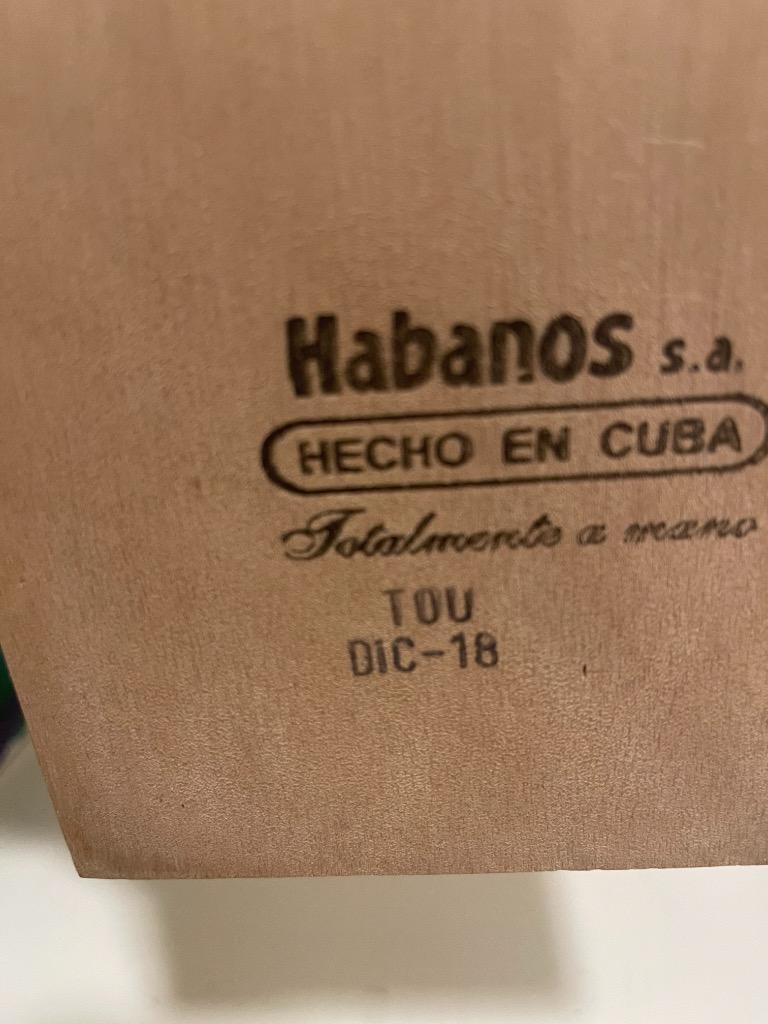 Habanos s.a.
HECHO EN CUBA
Totalmente a mano
TOU
DIC-18